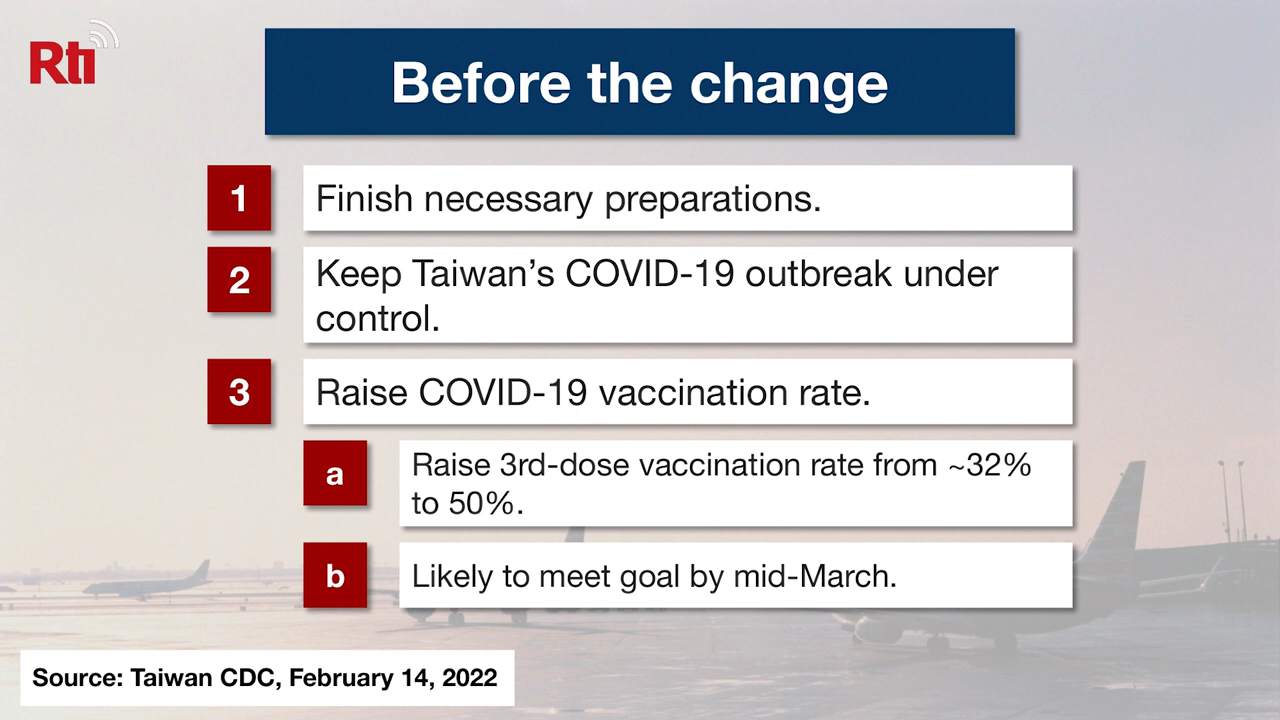 Rti
Before the change
1
Finish necessary preparations.
2
Keep Taiwan’s COVID-19 outbreak under
control.
3
Raise COVID-19 vaccination rate.
a
Raise 3rd-dose vaccination rate from ~32%
to 50%.
b
Likely to meet goal by mid-March.
Source: Taiwan CDC, February 14, 2022